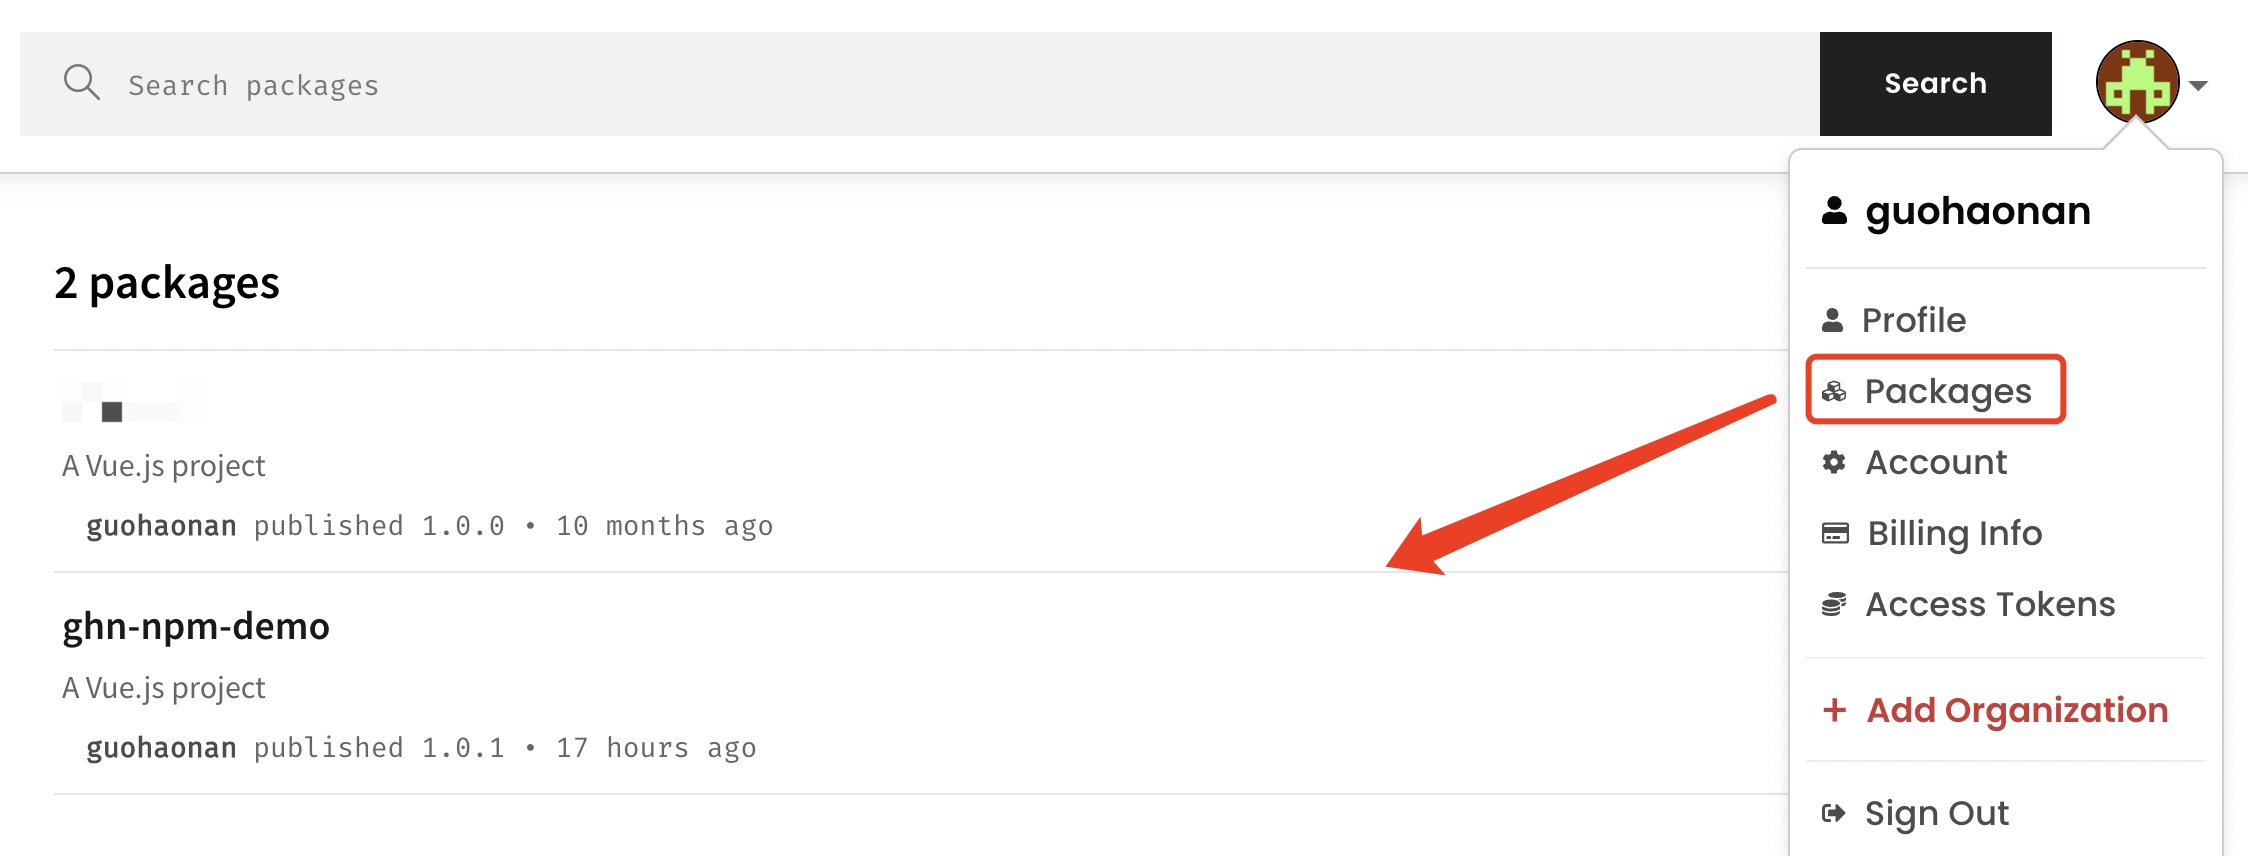 Search packages
Search
guohaonan
2 packages
Profile
Packages
A Vue.js project
Account
guohaonan published 1.0.0 • 10 months ago
Billing Info
ghn-npm-demo
Access Tokens
A Vue.js project
+ Add Organization
guohaonan published 1.0.1 • 17 hours ago
Sign Out